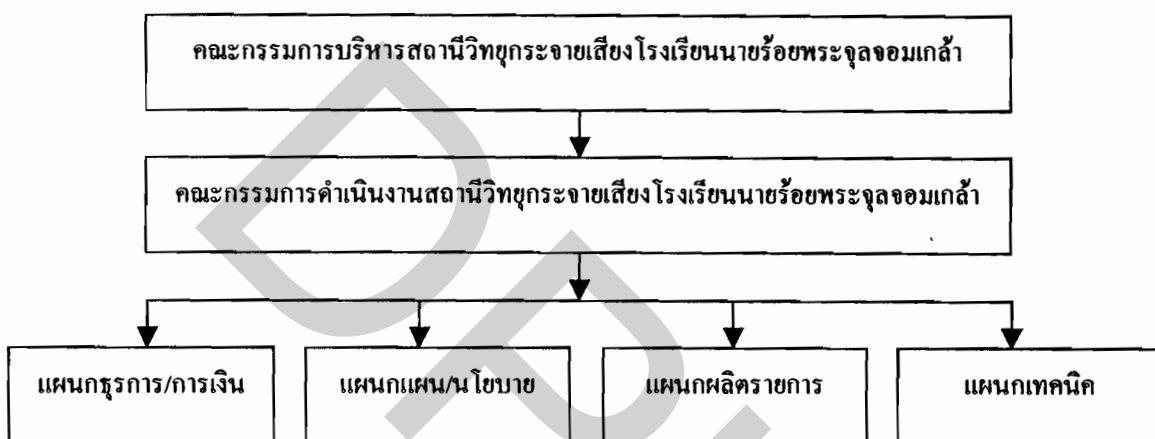 คณะกรรมการบริหารสถานีวิทยุกระจายเสียงโรงเรียนนายร้อยพระจุลจอมเกล้า
คณะกรรมการดำเนินงานสถานีวิทยุกระจายเสียงโรงเรียนนายร้อยพระจุลจอมเกล้า
แผนกธุรการ/การเงิน แผนกแผน/นโยบาย แผนกผลิตรายการ แผนกเทคนิค